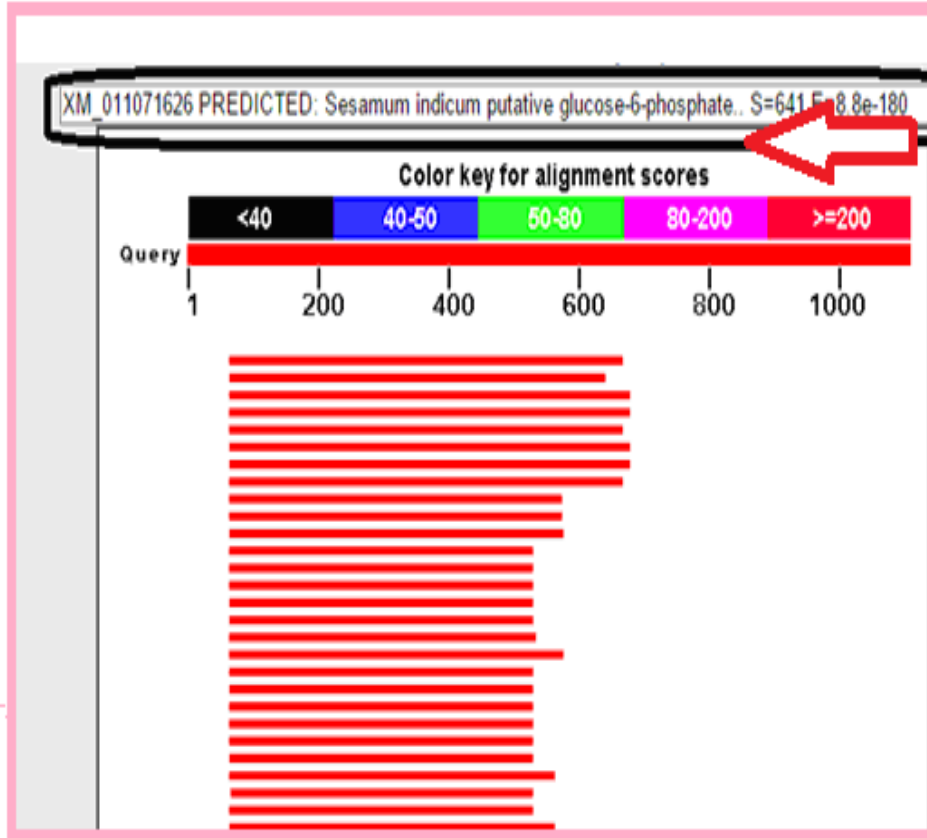 XM_011071626 PREDICTED: Sesamum indicum putative glucose-6-phosphate.. S=641 E=8.8e-180
Color key for alignment scores
<40 40-50 50-80 80-200 >=200
Query
1 200 400 600 800 1000